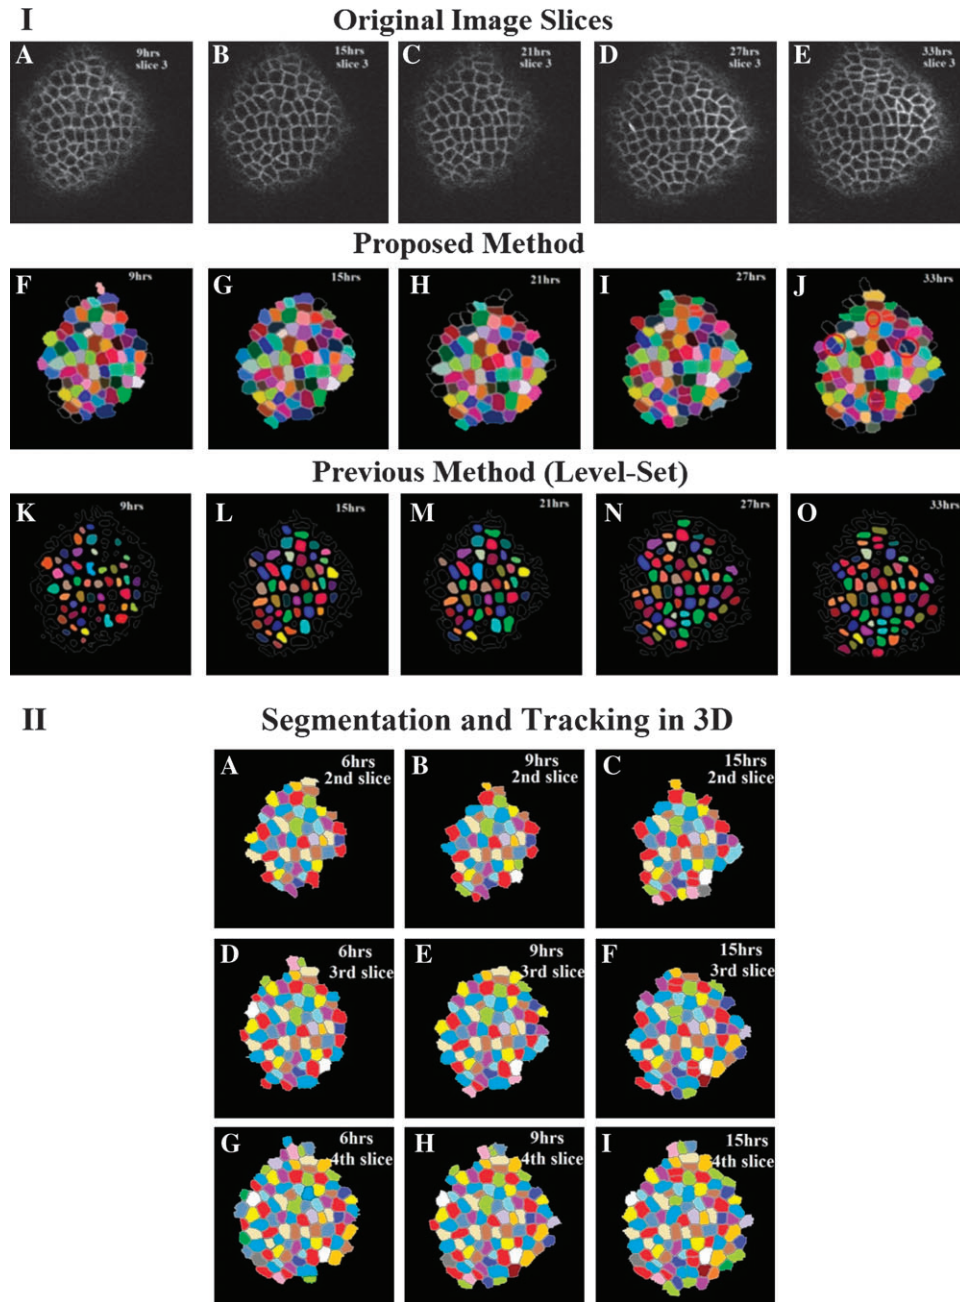 I
Original Image Slices
A
9hrs
slice 3
B
15hrs
slice 3
C
21hrs
slice 3
D
27hrs
slice 3
E
33hrs
slice 3
Proposed Method
F
9hrs
G
15hrs
H
21hrs
I
27hrs
J
33hrs
Previous Method (Level-Set)
K
9hrs
L
15hrs
M
21hrs
N
27hrs
O
33hrs
II
Segmentation and Tracking in 3D
A
6hrs
2nd slice
B
9hrs
2nd slice
C
15hrs
2nd slice
D
6hrs
3rd slice
E
9hrs
3rd slice
F
15hrs
3rd slice
G
6hrs
4th slice
H
9hrs
4th slice
I
15hrs
4th slice